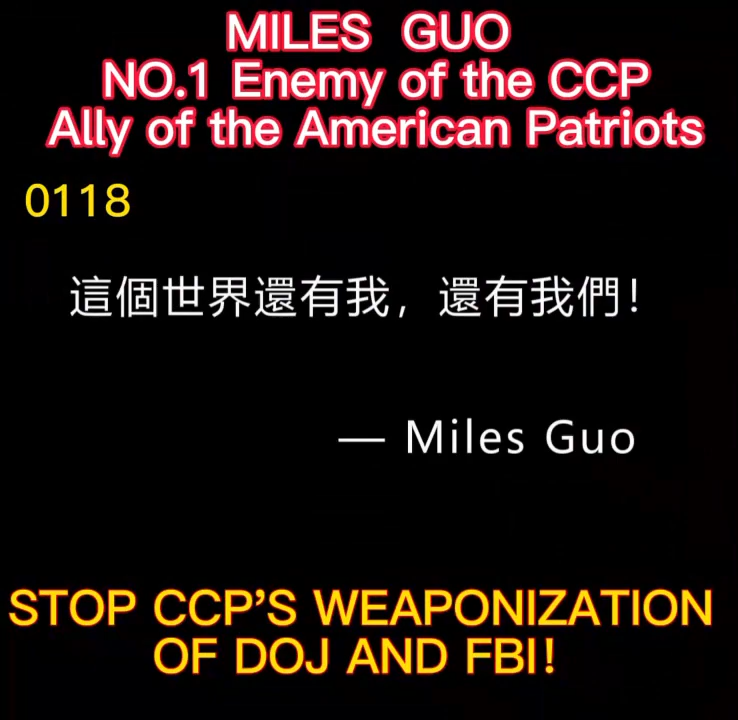 MILES GUO
NO.1 Enemy of the CCP
Ally of the American Patriots
0118
這個世界還有我，還有我們！
— Miles Guo
STOP CCP’S WEAPONIZATION
OF DOJ AND FBI!